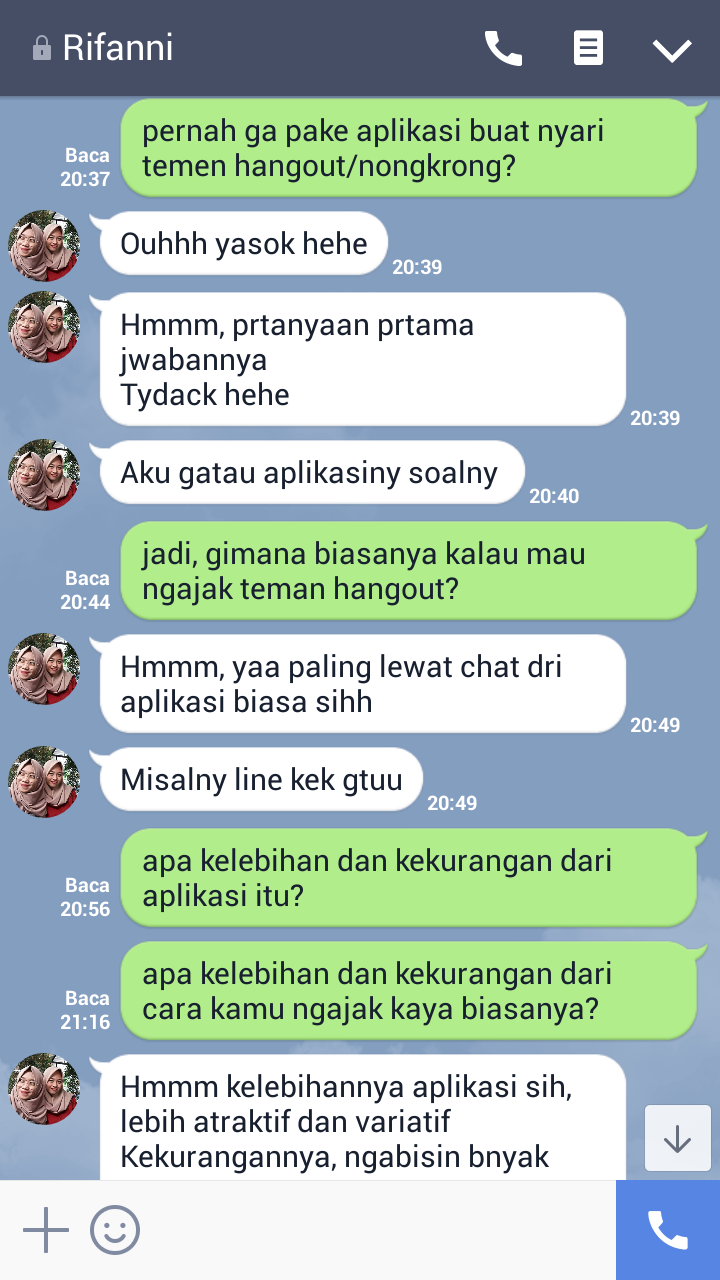 Rifanni
pernah ga pake aplikasi buat nyari
temen hangout/nongkrong?
Baca
20:37
Ouhhh yasok hehe
20:39
Hmmm, prtanyaan prtama
jwabannya
Tydack hehe
20:39
Aku gatau aplikasiny soalny
20:40
jadi, gimana biasanya kalau mau
ngajak teman hangout?
Baca
20:44
Hmmm, yaa paling lewat chat dri
aplikasi biasa sihh
20:49
Misalny line kek gtuu
20:49
apa kelebihan dan kekurangan dari
aplikasi itu?
Baca
20:56
apa kelebihan dan kekurangan dari
cara kamu ngajak kaya biasanya?
Baca
21:16
Hmmm kelebihannya aplikasi sih,
lebih atraktif dan variatif
Kekurangannya, ngabisin bnyak